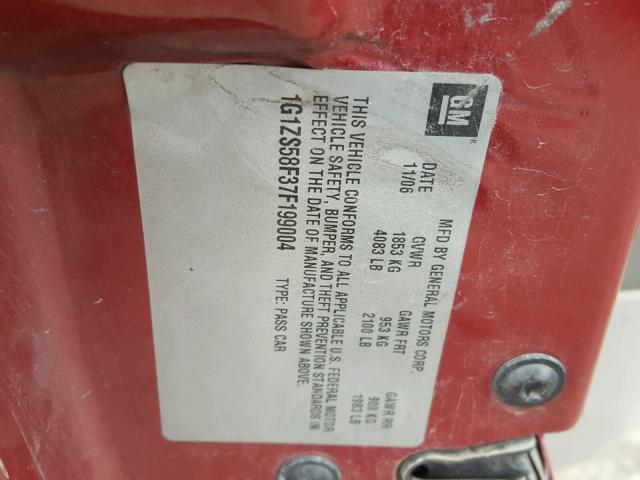 GM
MFD BY GENERAL MOTORS CORP.
DATE GVWR GAWR FRT GAWR RR
11/06 1853 KG 953 KG 900 KG
4083 LB 2100 LB 1983 LB
THIS VEHICLE CONFORMS TO ALL APPLICABLE U.S. FEDERAL MOTOR
VEHICLE SAFETY, BUMPER, AND THEFT PREVENTION STANDARDS IN
EFFECT ON THE DATE OF MANUFACTURE SHOWN ABOVE.
1G1ZS58F37F199004 TYPE: PASS CAR